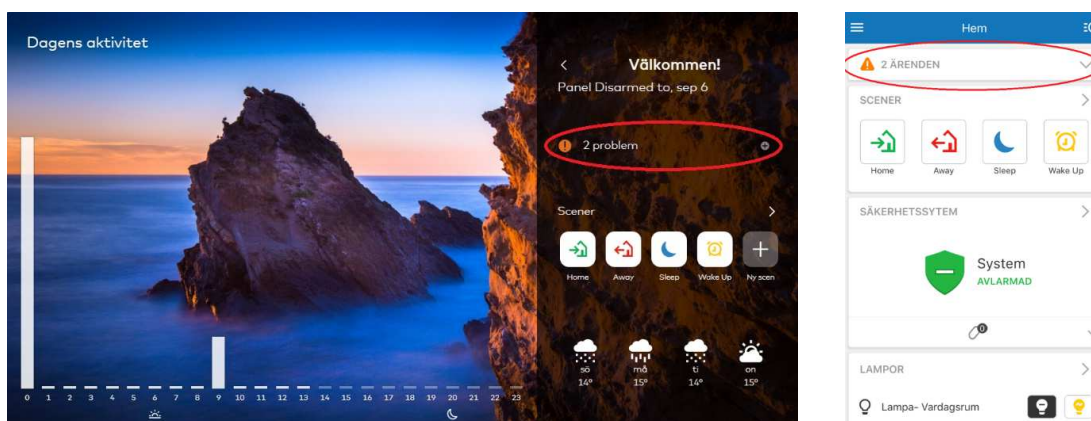 Dagens aktivitet
0 1 2 3 4 5 6 7 8 9 10 11 12 13 14 15 16 17 18 19 20 21 22 23
Välkommen!
Panel Disarmed to, sep 6
2 problem
Scener
Home Away Sleep Wake Up Ny scen
sö må ti on
14° 15° 14° 15°
Hem
2 ÄRENDEN
SCENER
Home Away Sleep Wake Up
SÄKERHETSSYTEM
System
AVLARMAD
0
LAMPOR
Lampa- Vardagsrum